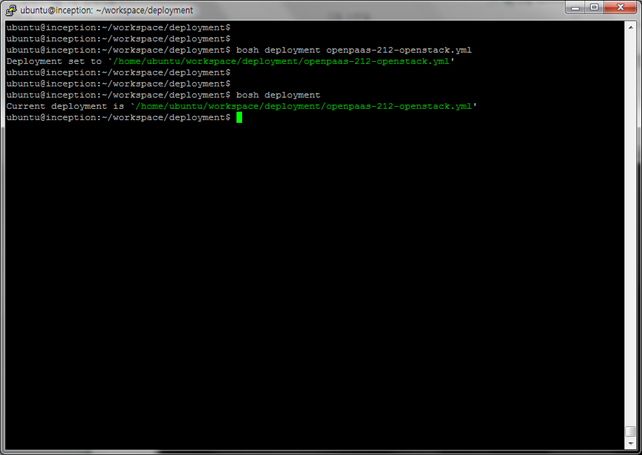 ubuntu@inception: ~/workspace/deployment
ubuntu@inception:~/workspace/deployment$
ubuntu@inception:~/workspace/deployment$
ubuntu@inception:~/workspace/deployment$ bosh deployment openpaas-212-openstack.yml
Deployment set to `/home/ubuntu/workspace/deployment/openpaas-212-openstack.yml'
ubuntu@inception:~/workspace/deployment$
ubuntu@inception:~/workspace/deployment$
ubuntu@inception:~/workspace/deployment$ bosh deployment
Current deployment is `/home/ubuntu/workspace/deployment/openpaas-212-openstack.yml'
ubuntu@inception:~/workspace/deployment$